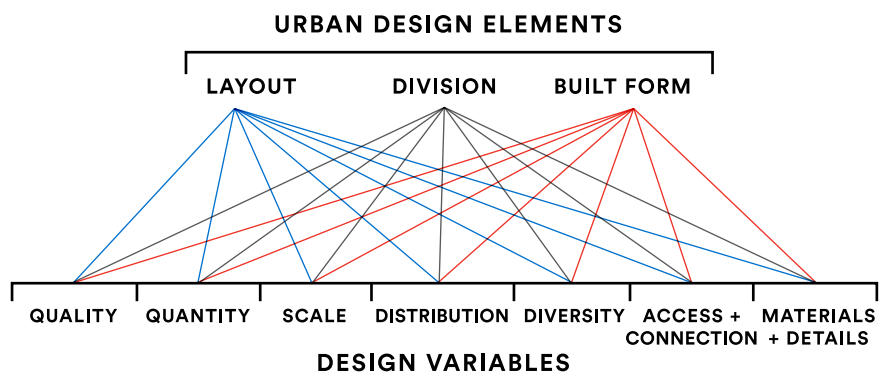 URBAN DESIGN ELEMENTS
LAYOUT DIVISION BUILT FORM
QUALITY QUANTITY SCALE DISTRIBUTION DIVERSITY ACCESS + MATERIALS
CONNECTION + DETAILS
DESIGN VARIABLES